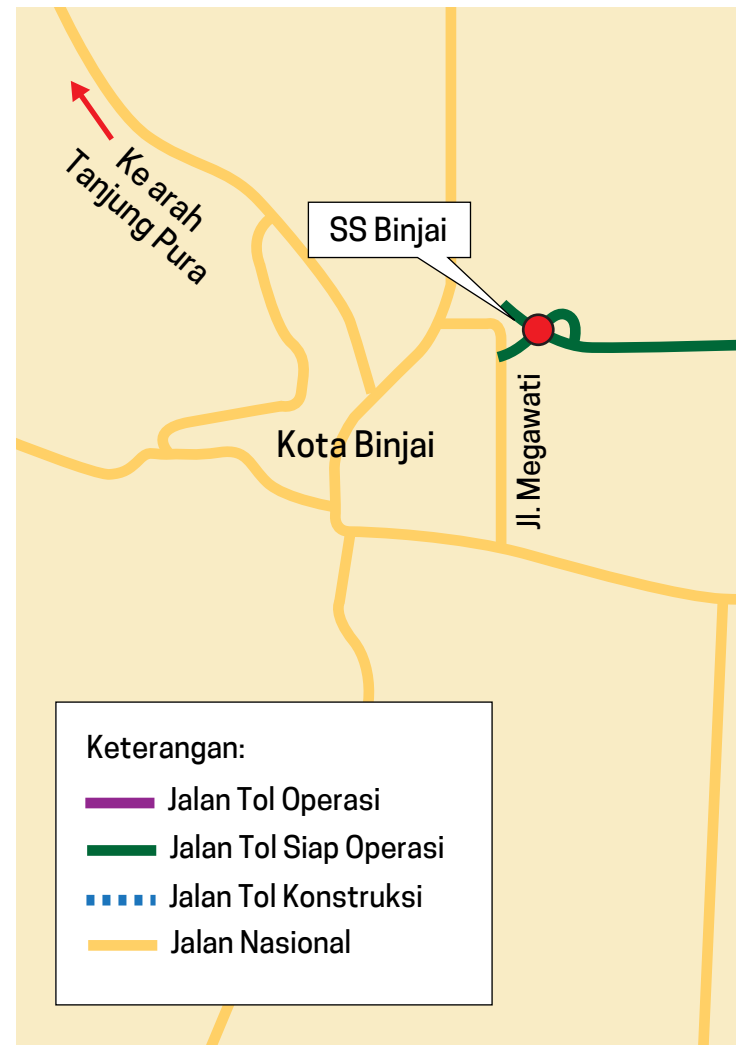 Ke arah
Tanjung Pura
SS Binjai
Kota Binjai
Jl. Megawati
Keterangan:
Jalan Tol Operasi
Jalan Tol Siap Operasi
Jalan Tol Konstruksi
Jalan Nasional